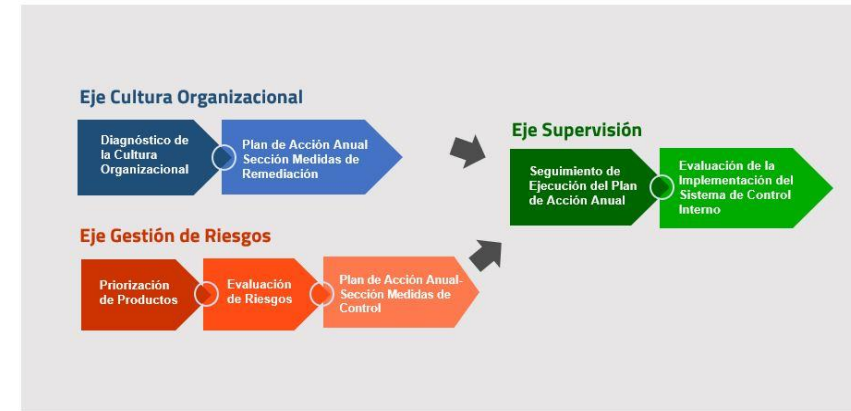 Eje Cultura Organizacional
Diagnóstico de
la Cultura
Organizacional
Plan de Acción Anual
Sección Medidas de
Remediación
Eje Gestión de Riesgos
Priorización
de Productos
Evaluación
de Riesgos
Plan de Acción Anual-
Sección Medidas de
Control
Eje Supervisión
Seguimiento de
Ejecución del Plan
de Acción Anual
Evaluación de la
Implementación del
Sistema de Control
Interno